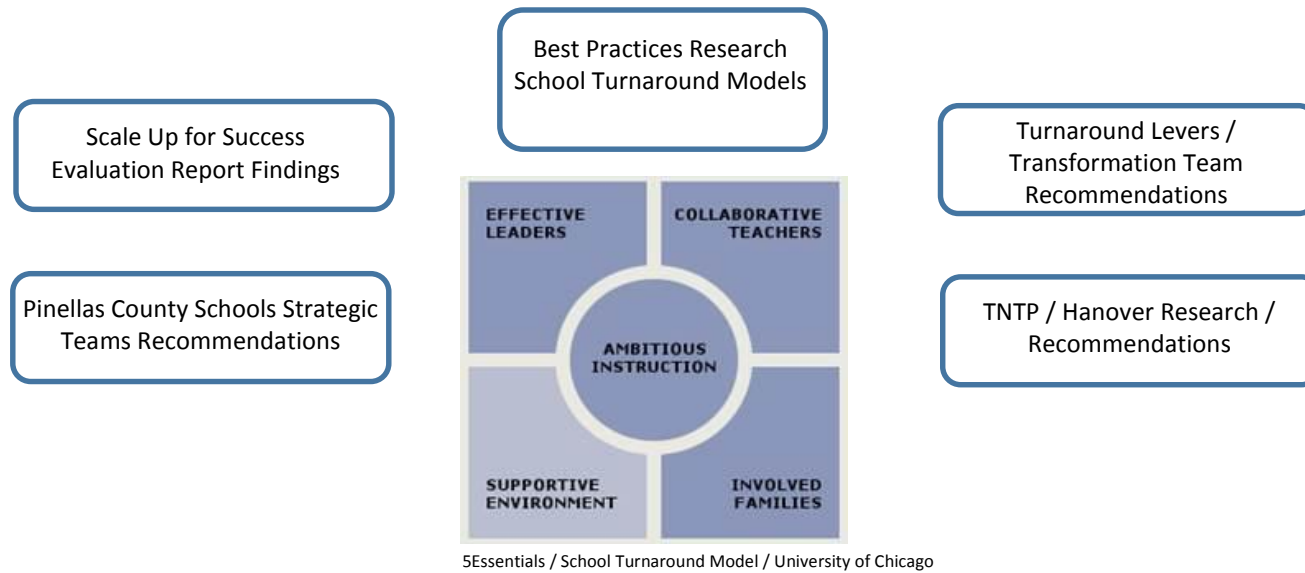 Best Practices Research
School Turnaround Models
Scale Up for Success
Evaluation Report Findings
Turnaround Levers /
Transformation Team
Recommendations
Pinellas County Schools Strategic
Teams Recommendations
TNTP / Hanover Research /
Recommendations
EFFECTIVE
LEADERS
COLLABORATIVE
TEACHERS
AMBITIOUS
INSTRUCTION
SUPPORTIVE
ENVIRONMENT
INVOLVED
FAMILIES
5Essentials / School Turnaround Model / University of Chicago